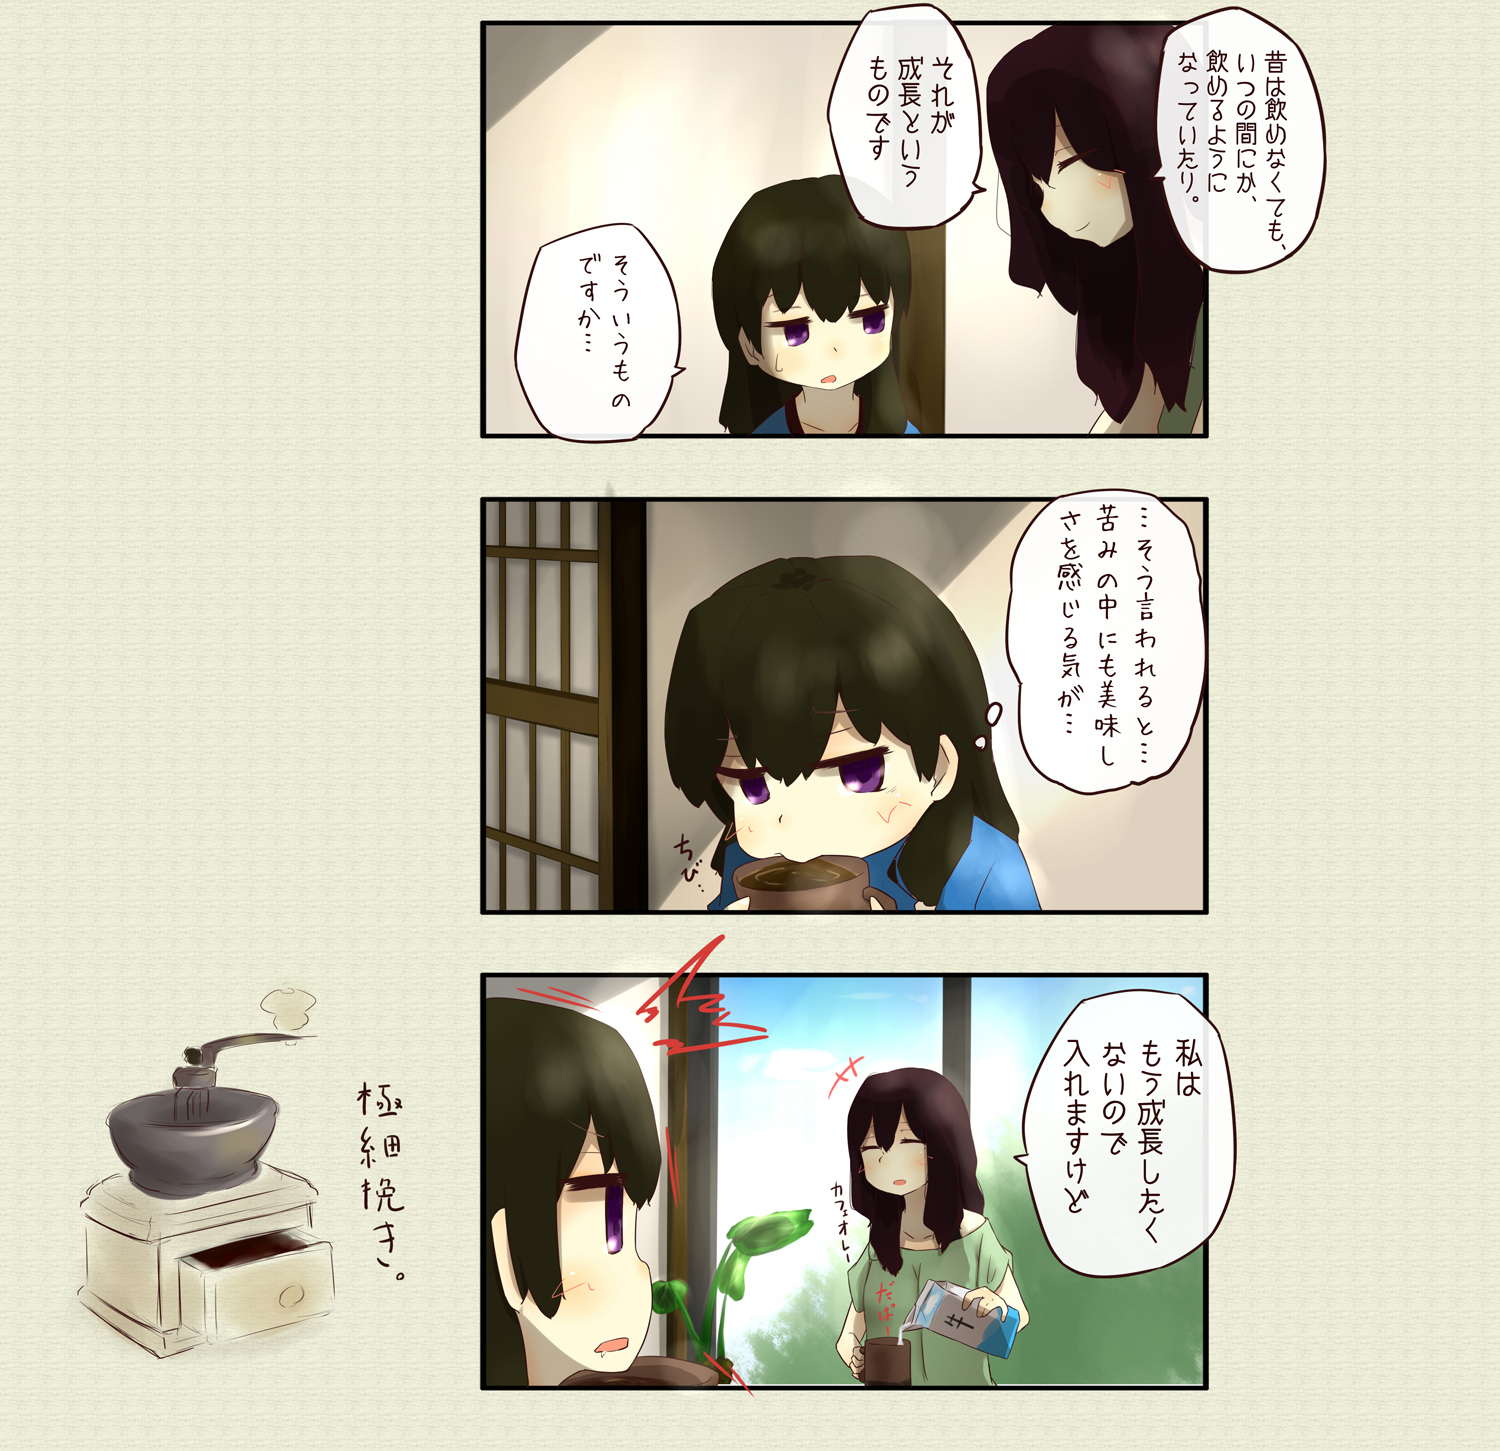 昔は飲めなくても、
いつの間にか、
飲めるように
なっていたり。
それが
成長という
ものです
そういうもの
ですか…
…そう言われると…
苦みの中にも美味し
さを感じる気が…
ちび…
私は
もう成長したく
ないので
入れますけど
カフェオレー
だばー
牛
極細挽き。